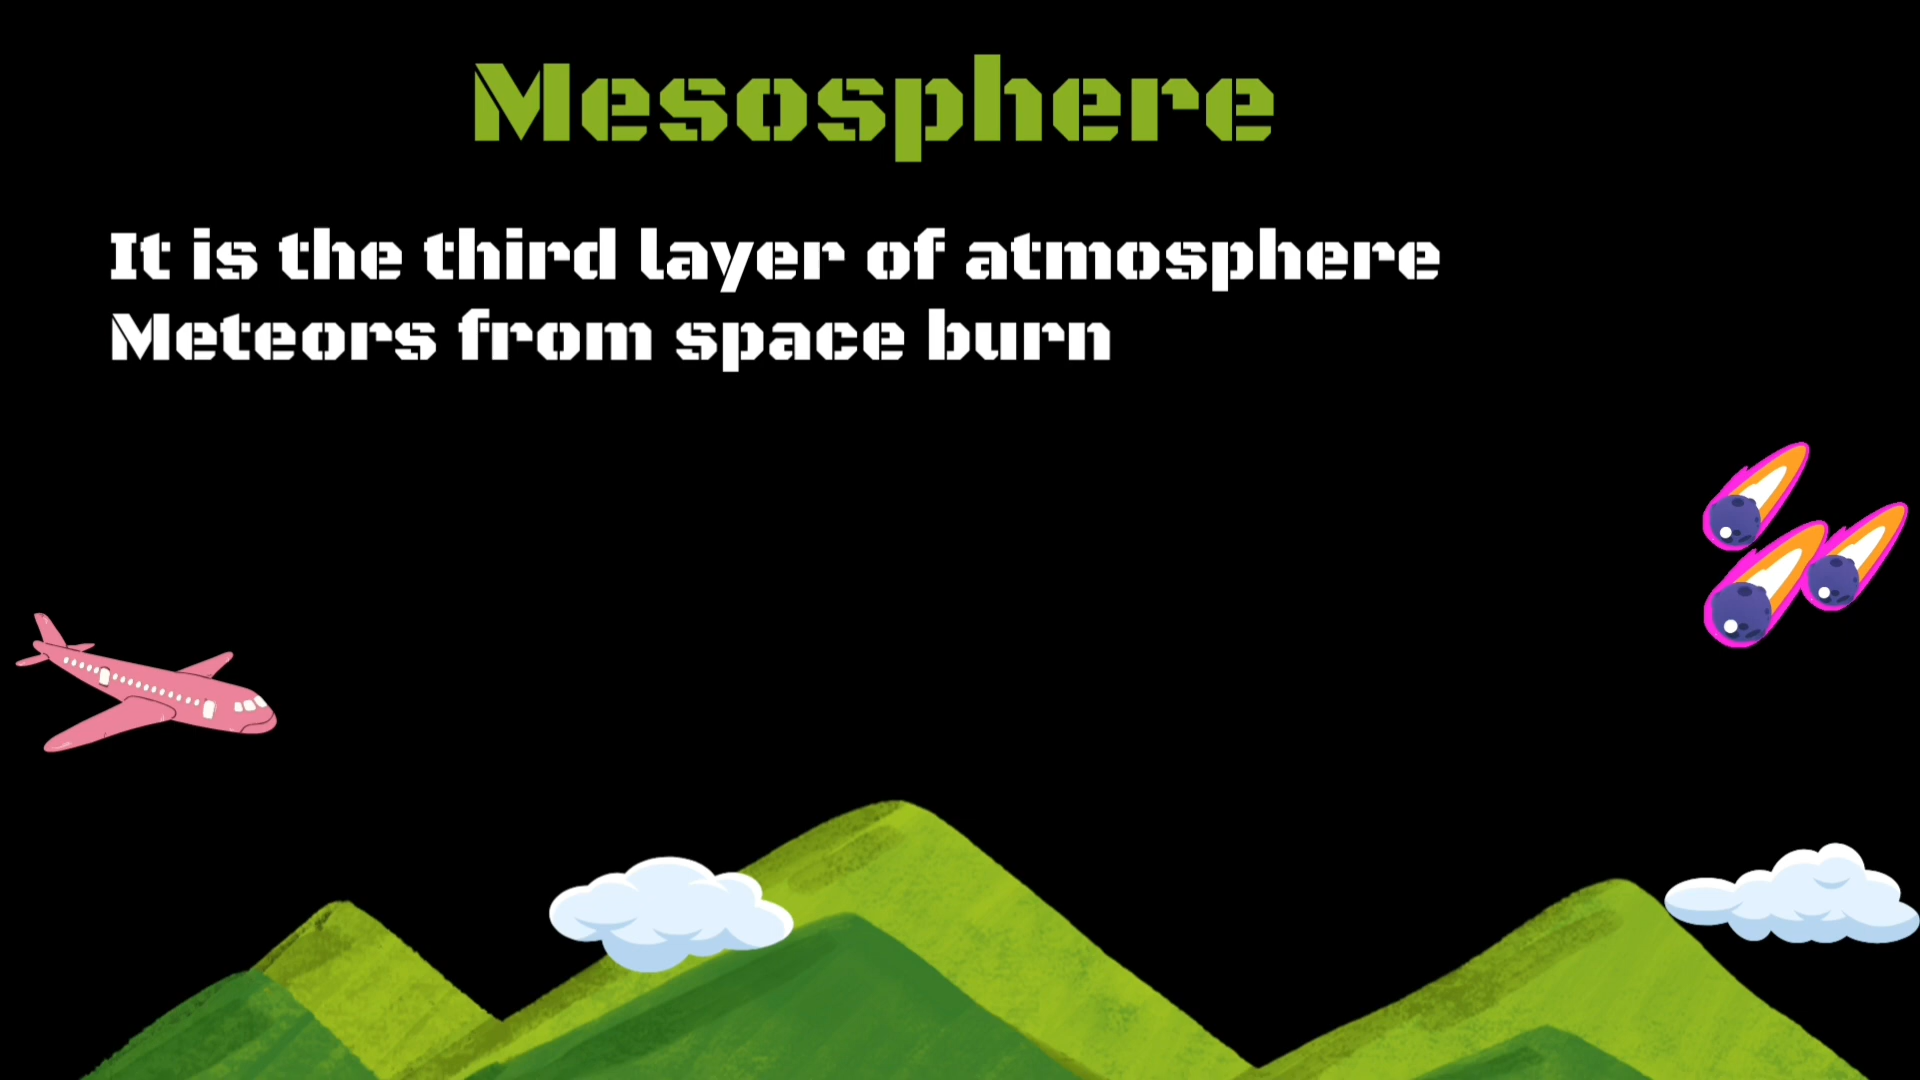 Mesosphere
It is the third layer of atmosphere
Meteors from space burn